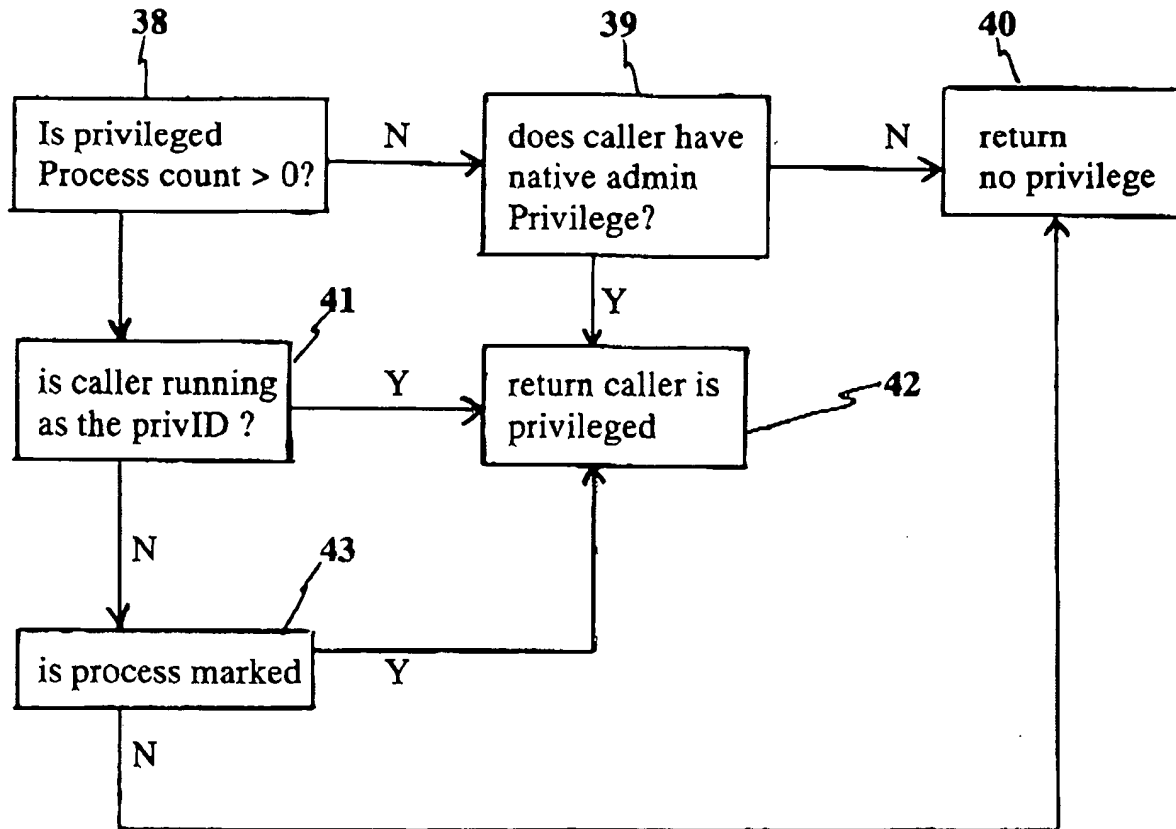 38
39
40
Is privileged
Process count > 0?
N
does caller have
native admin
Privilege?
N
return
no privilege
Y
41
is caller running
as the privID ?
Y
return caller is
privileged
42
N
43
is process marked
Y
N